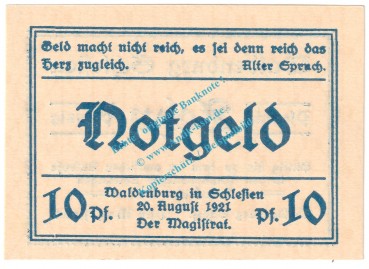 Geld macht nicht reich, es sei denn reich das
Herz zugleich. Alter Spruch.
Notgeld
10 Pf. Waldenburg in Schlesien Pf. 10
20. August 1921
Der Magistrat.